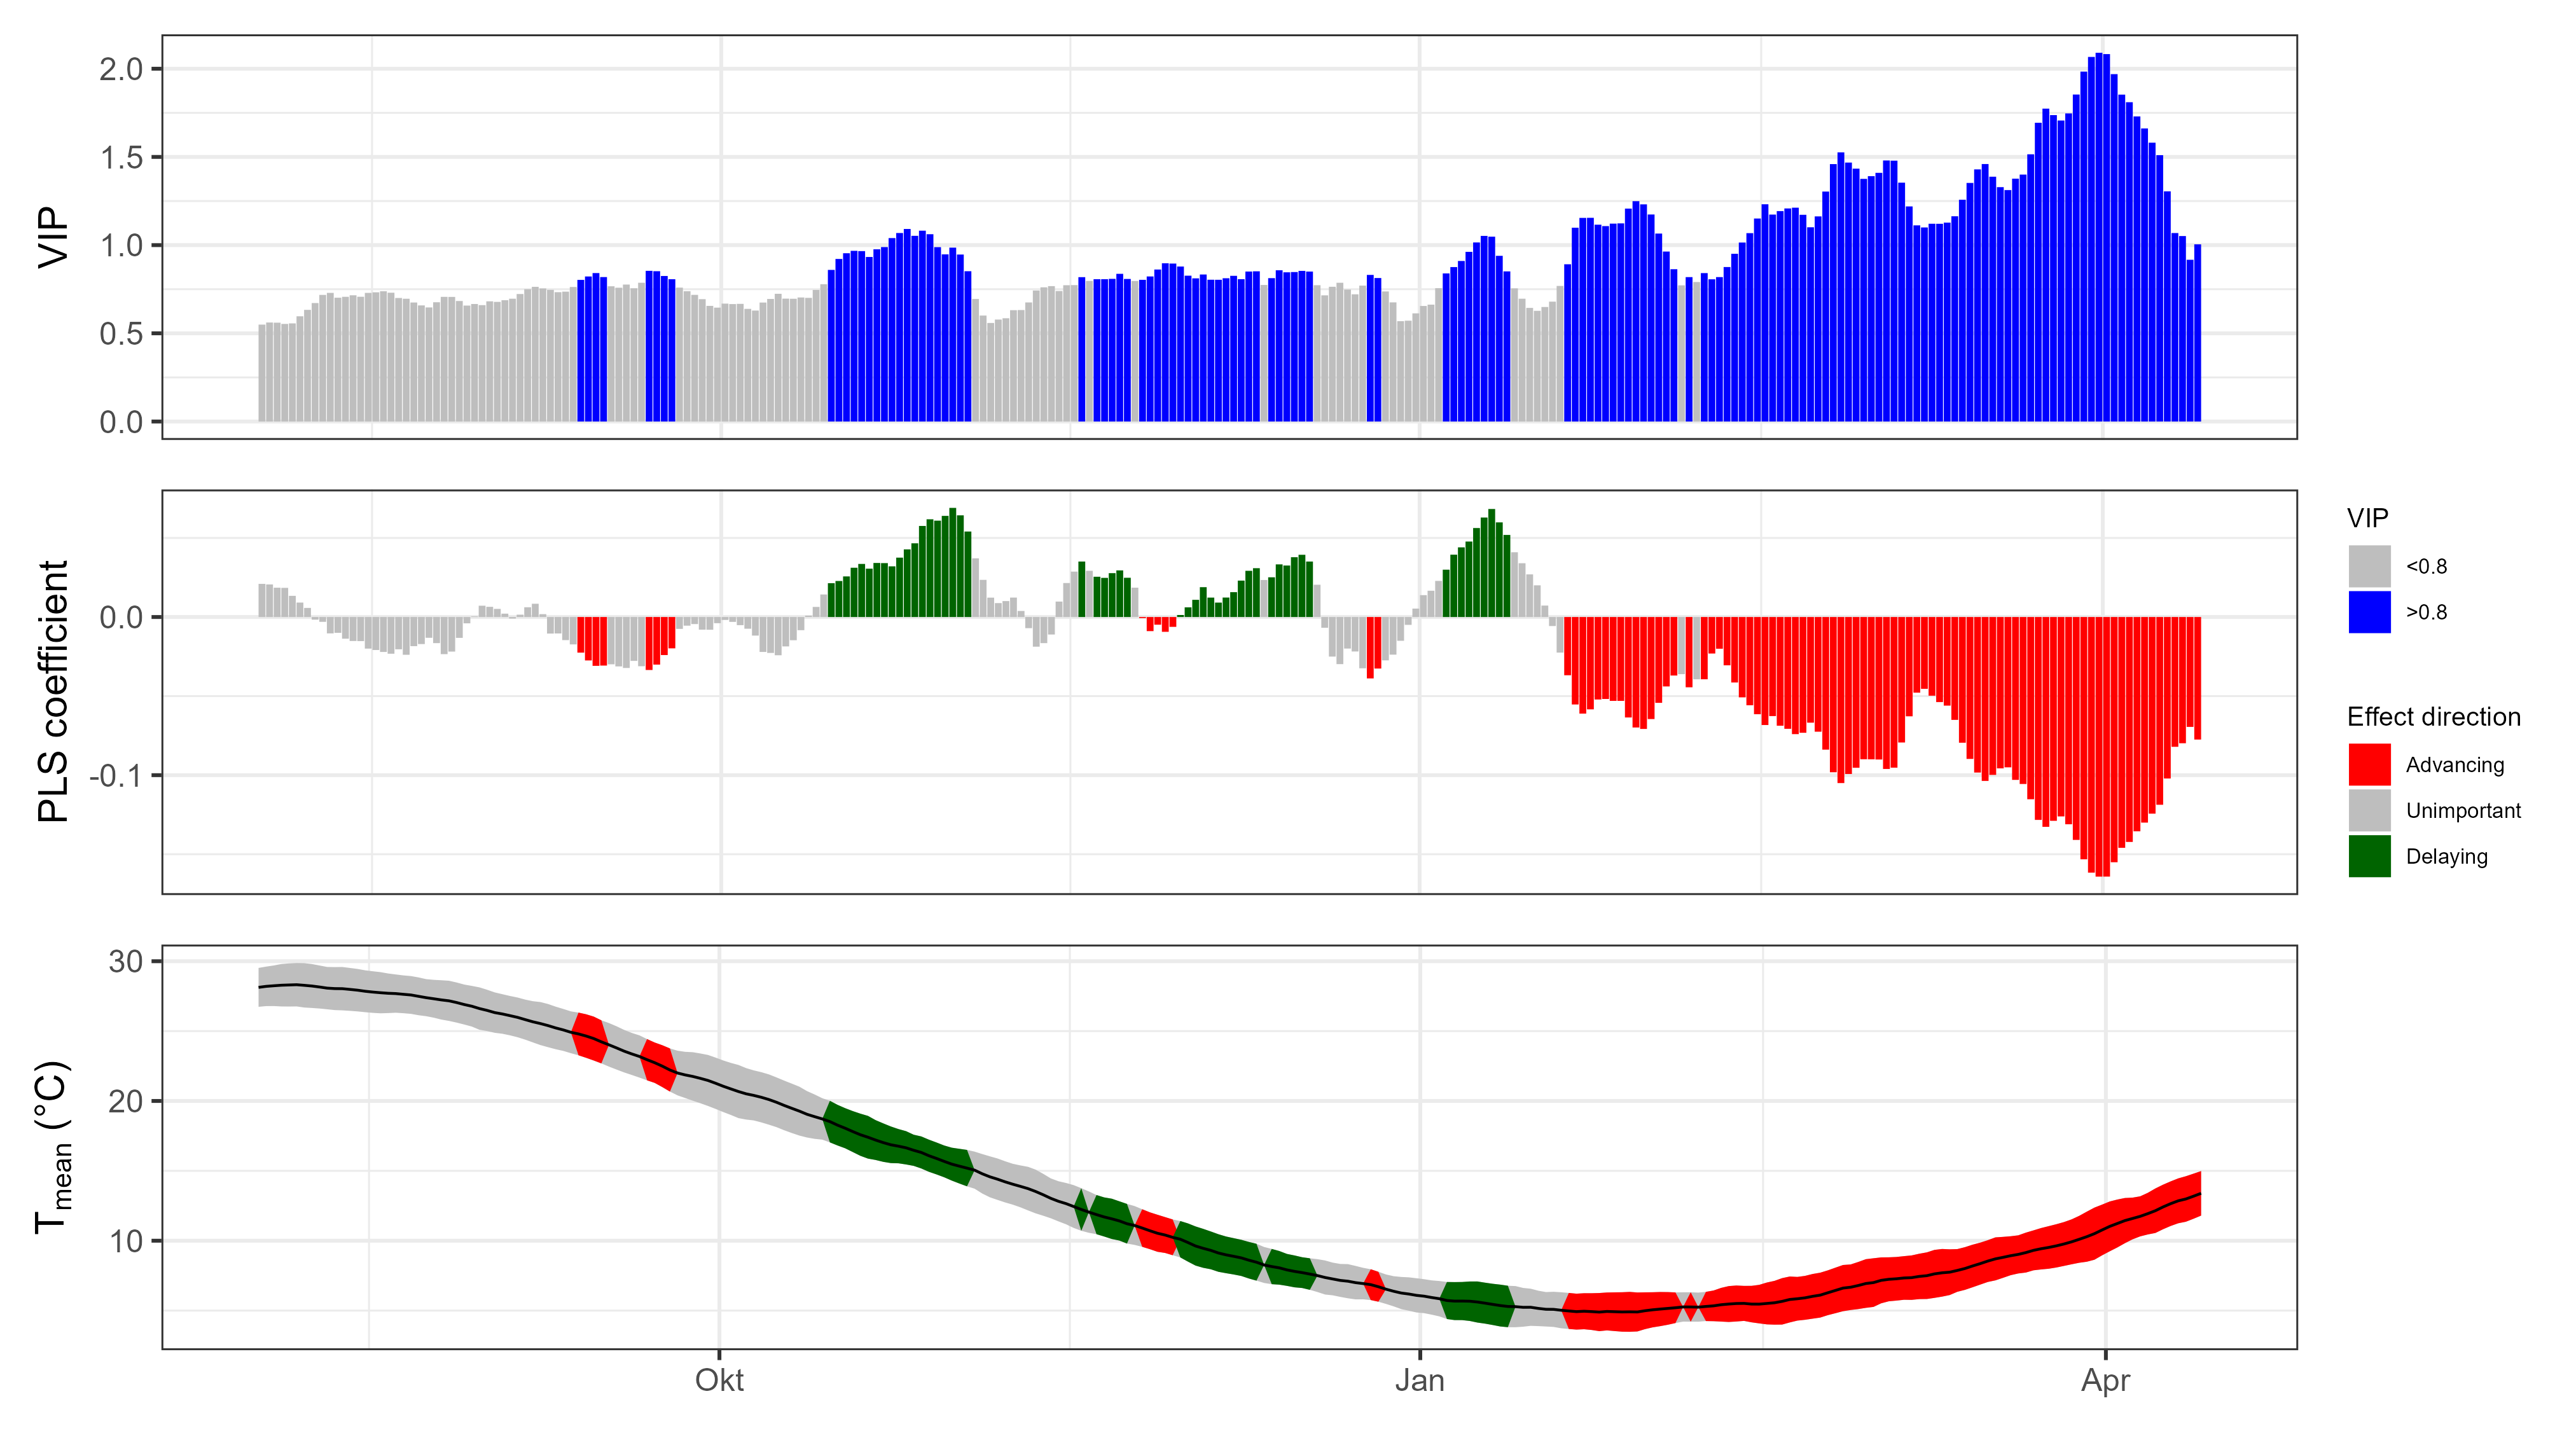 VIP
2.0
1.5
1.0
0.5
0.0
PLS coefficient
0.0
-0.1
VIP
<0.8
>0.8
Effect direction
Advancing
Unimportant
Delaying
Tmean (°C)
30
20
10
Okt Jan Apr